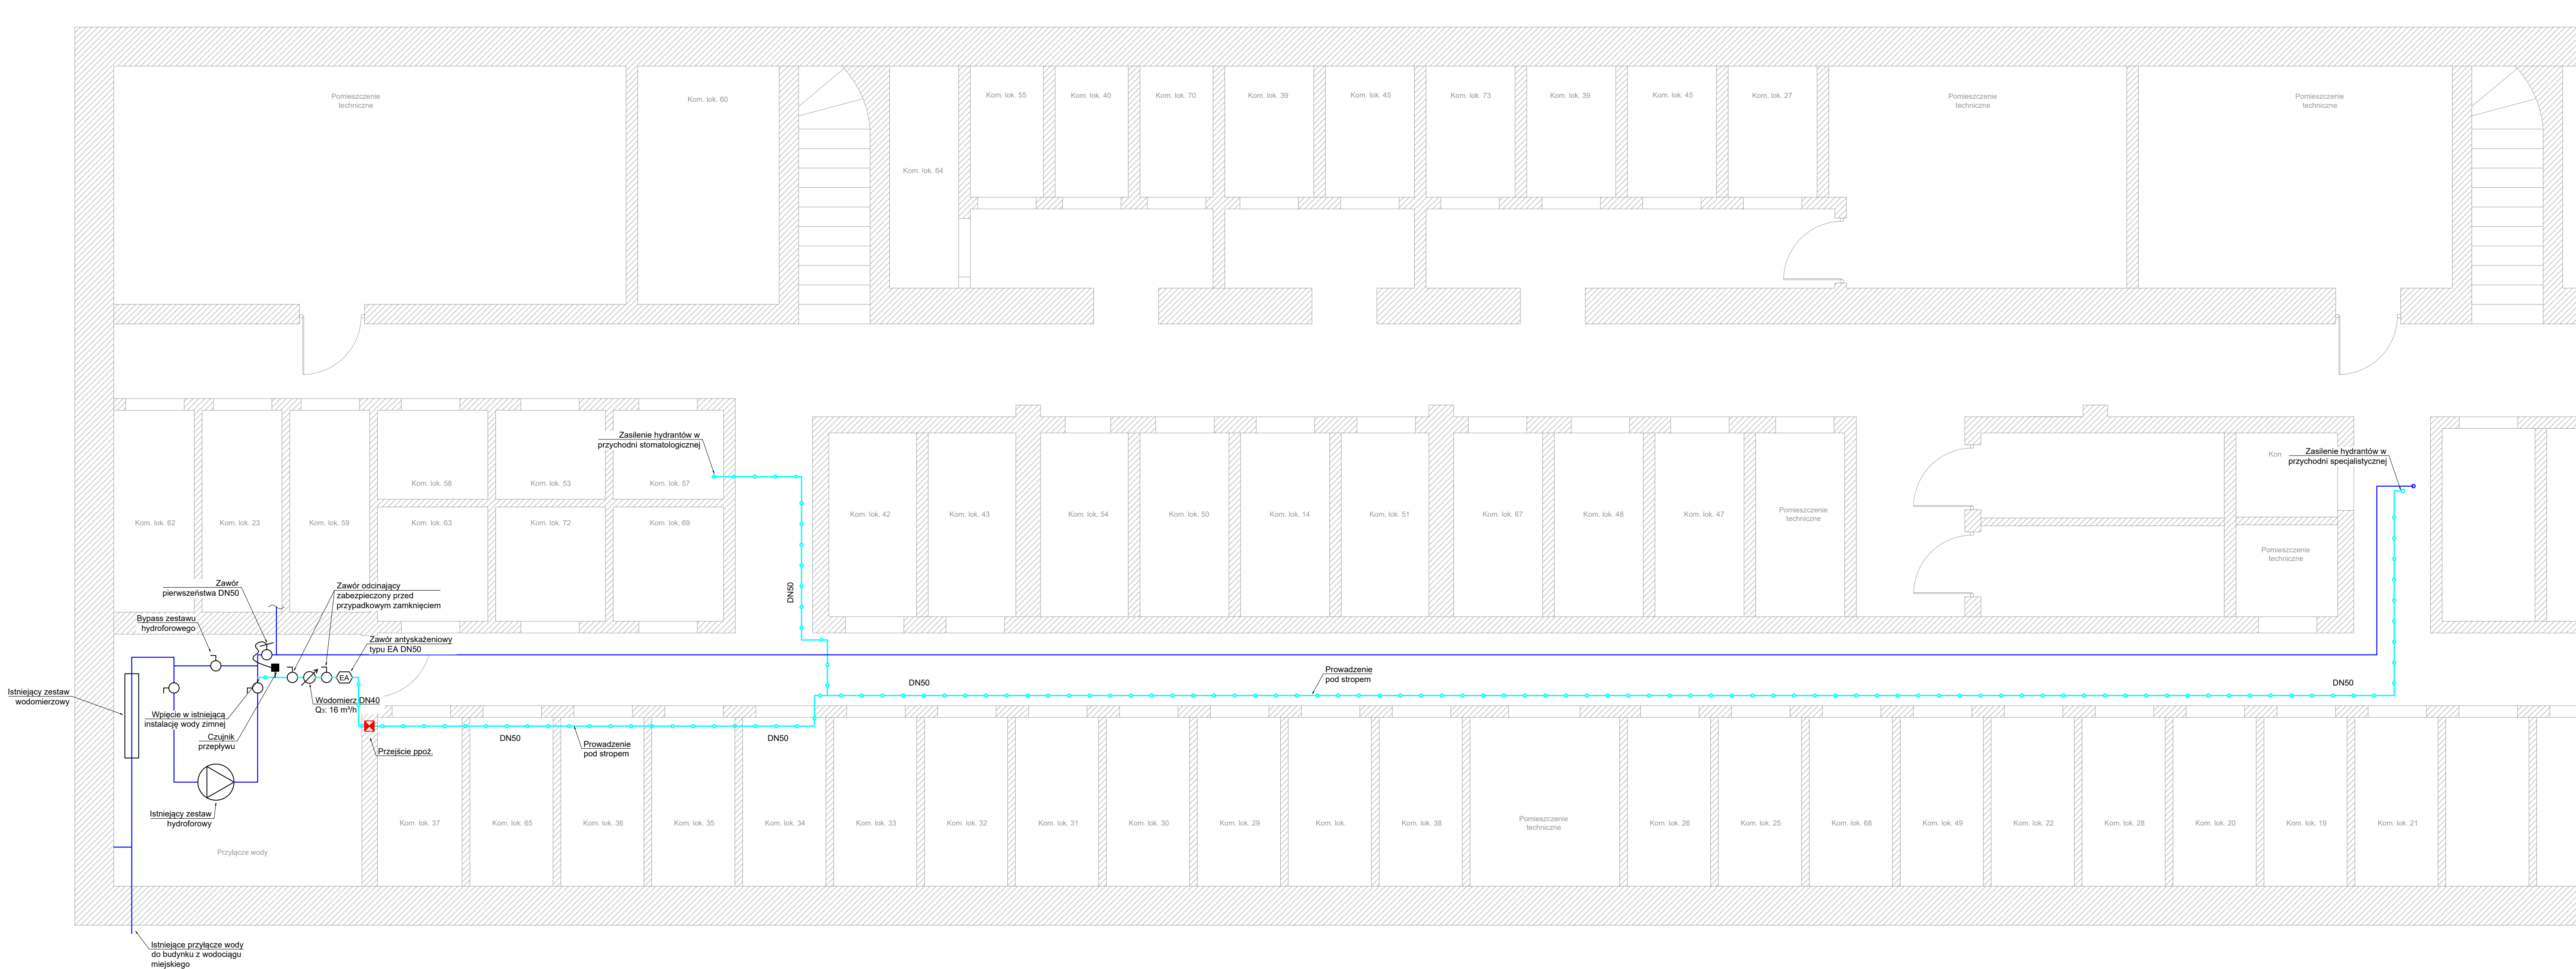 Pomieszczenie
techniczne
Kom. lok. 60
Kom. lok. 64
Kom. lok. 55
Kom. lok. 40
Kom. lok. 70
Kom. lok. 39
Kom. lok. 45
Kom. lok. 73
Kom. lok. 39
Kom. lok. 45
Kom. lok. 27
Pomieszczenie
techniczne
Pomieszczenie
techniczne
Zasilenie hydrantów w
przychodni stomatologicznej
Kom. lok. 58
Kom. lok. 53
Kom. lok. 57
Kom. lok. 62
Kom. lok. 23
Kom. lok. 59
Kom. lok. 63
Kom. lok. 72
Kom. lok. 69
Kom. lok. 42
Kom. lok. 43
Kom. lok. 54
Kom. lok. 50
Kom. lok. 14
Kom. lok. 51
Kom. lok. 67
Kom. lok. 48
Kom. lok. 47
Pomieszczenie
techniczne
Kon
Zasilenie hydrantów w
przychodni specjalistycznej
Pomieszczenie
techniczne
DN50
Zawór
pierwszeństwa DN50
Zawór odcinający
zabezpieczony przed
przypadkowym zamknięciem
Bypass zestawu
hydroforowego
Zawór antyskażeniowy
typu EA DN50
EA
Istniejący zestaw
wodomierzowy
Wodomierz DN40
Q₃: 16 m³/h
Wpięcie w istniejącą
instalację wody zimnej
Czujnik
przepływu
Przejście ppoż.
DN50
Prowadzenie
pod stropem
DN50
DN50
Prowadzenie
pod stropem
DN50
Istniejący zestaw
hydroforowy
Przyłącze wody
Kom. lok. 37
Kom. lok. 65
Kom. lok. 36
Kom. lok. 35
Kom. lok. 34
Kom. lok. 33
Kom. lok. 32
Kom. lok. 31
Kom. lok. 30
Kom. lok. 29
Kom. lok.
Kom. lok. 38
Pomieszczenie
techniczne
Kom. lok. 26
Kom. lok. 25
Kom. lok. 68
Kom. lok. 49
Kom. lok. 22
Kom. lok. 28
Kom. lok. 20
Kom. lok. 19
Kom. lok. 21
Istniejące przyłącze wody
do budynku z wodociągu
miejskiego